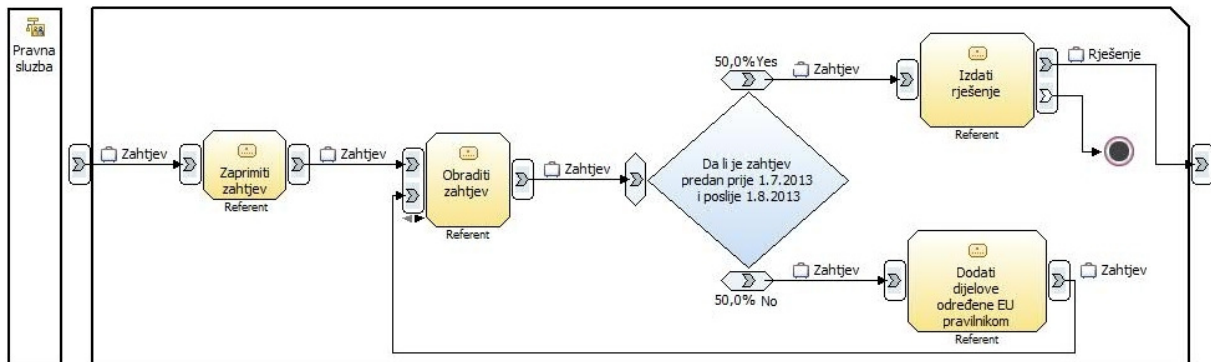 Pravna
sluzba
Zahtjev
Zaprimiti
zahtjev
Referent
Zahtjev
Obraditi
zahtjev
Referent
Zahtjev
Da li je zahtjev
predan prije 1.7.2013
i poslije 1.8.2013
50,0% Yes
Zahtjev
Izdati
rješenje
Referent
Rješenje
50,0% No
Zahtjev
Dodati
dijelove
određene EU
pravilnikom
Referent
Zahtjev